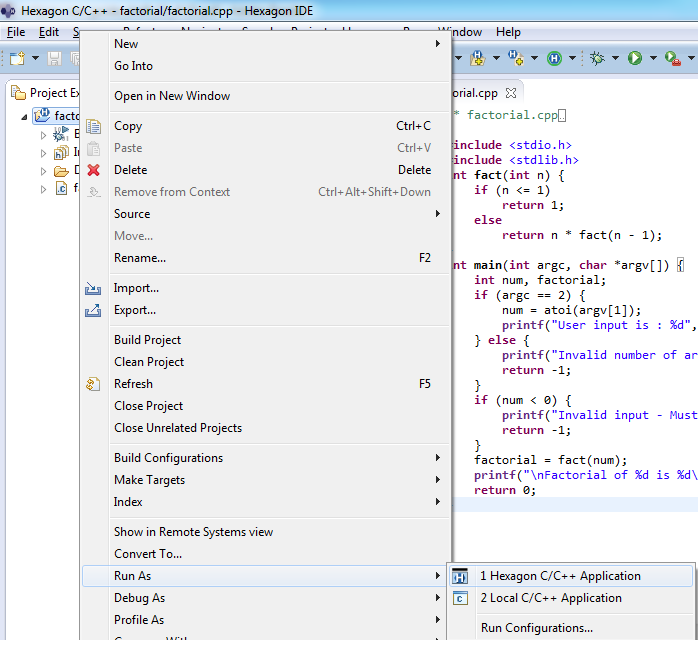 Hexagon C/C++ - factorial/factorial.cpp - Hexagon IDE
File Edit Window Help
Project Ex
orial.cpp
facto
New
Go Into
Open in New Window
Copy Ctrl+C
Paste Ctrl+V
Delete Delete
Remove from Context Ctrl+Alt+Shift+Down
Source
Move...
Rename... F2
Import...
Export...
Build Project
Clean Project
Refresh F5
Close Project
Close Unrelated Projects
Build Configurations
Make Targets
Index
Show in Remote Systems view
Convert To...
Run As
Debug As
Profile As
1 Hexagon C/C++ Application
2 Local C/C++ Application
Run Configurations...
* factorial.cpp
include <stdio.h>
include <stdlib.h>
nt fact(int n) {
if (n <= 1)
return 1;
else
return n * fact(n - 1);
nt main(int argc, char *argv[]) {
int num, factorial;
if (argc == 2) {
num = atoi(argv[1]);
printf("User input is : %d",
} else {
printf("Invalid number of ar
return -1;
}
if (num < 0) {
printf("Invalid input - Must
return -1;
}
factorial = fact(num);
printf("\nFactorial of %d is %d\
return 0;